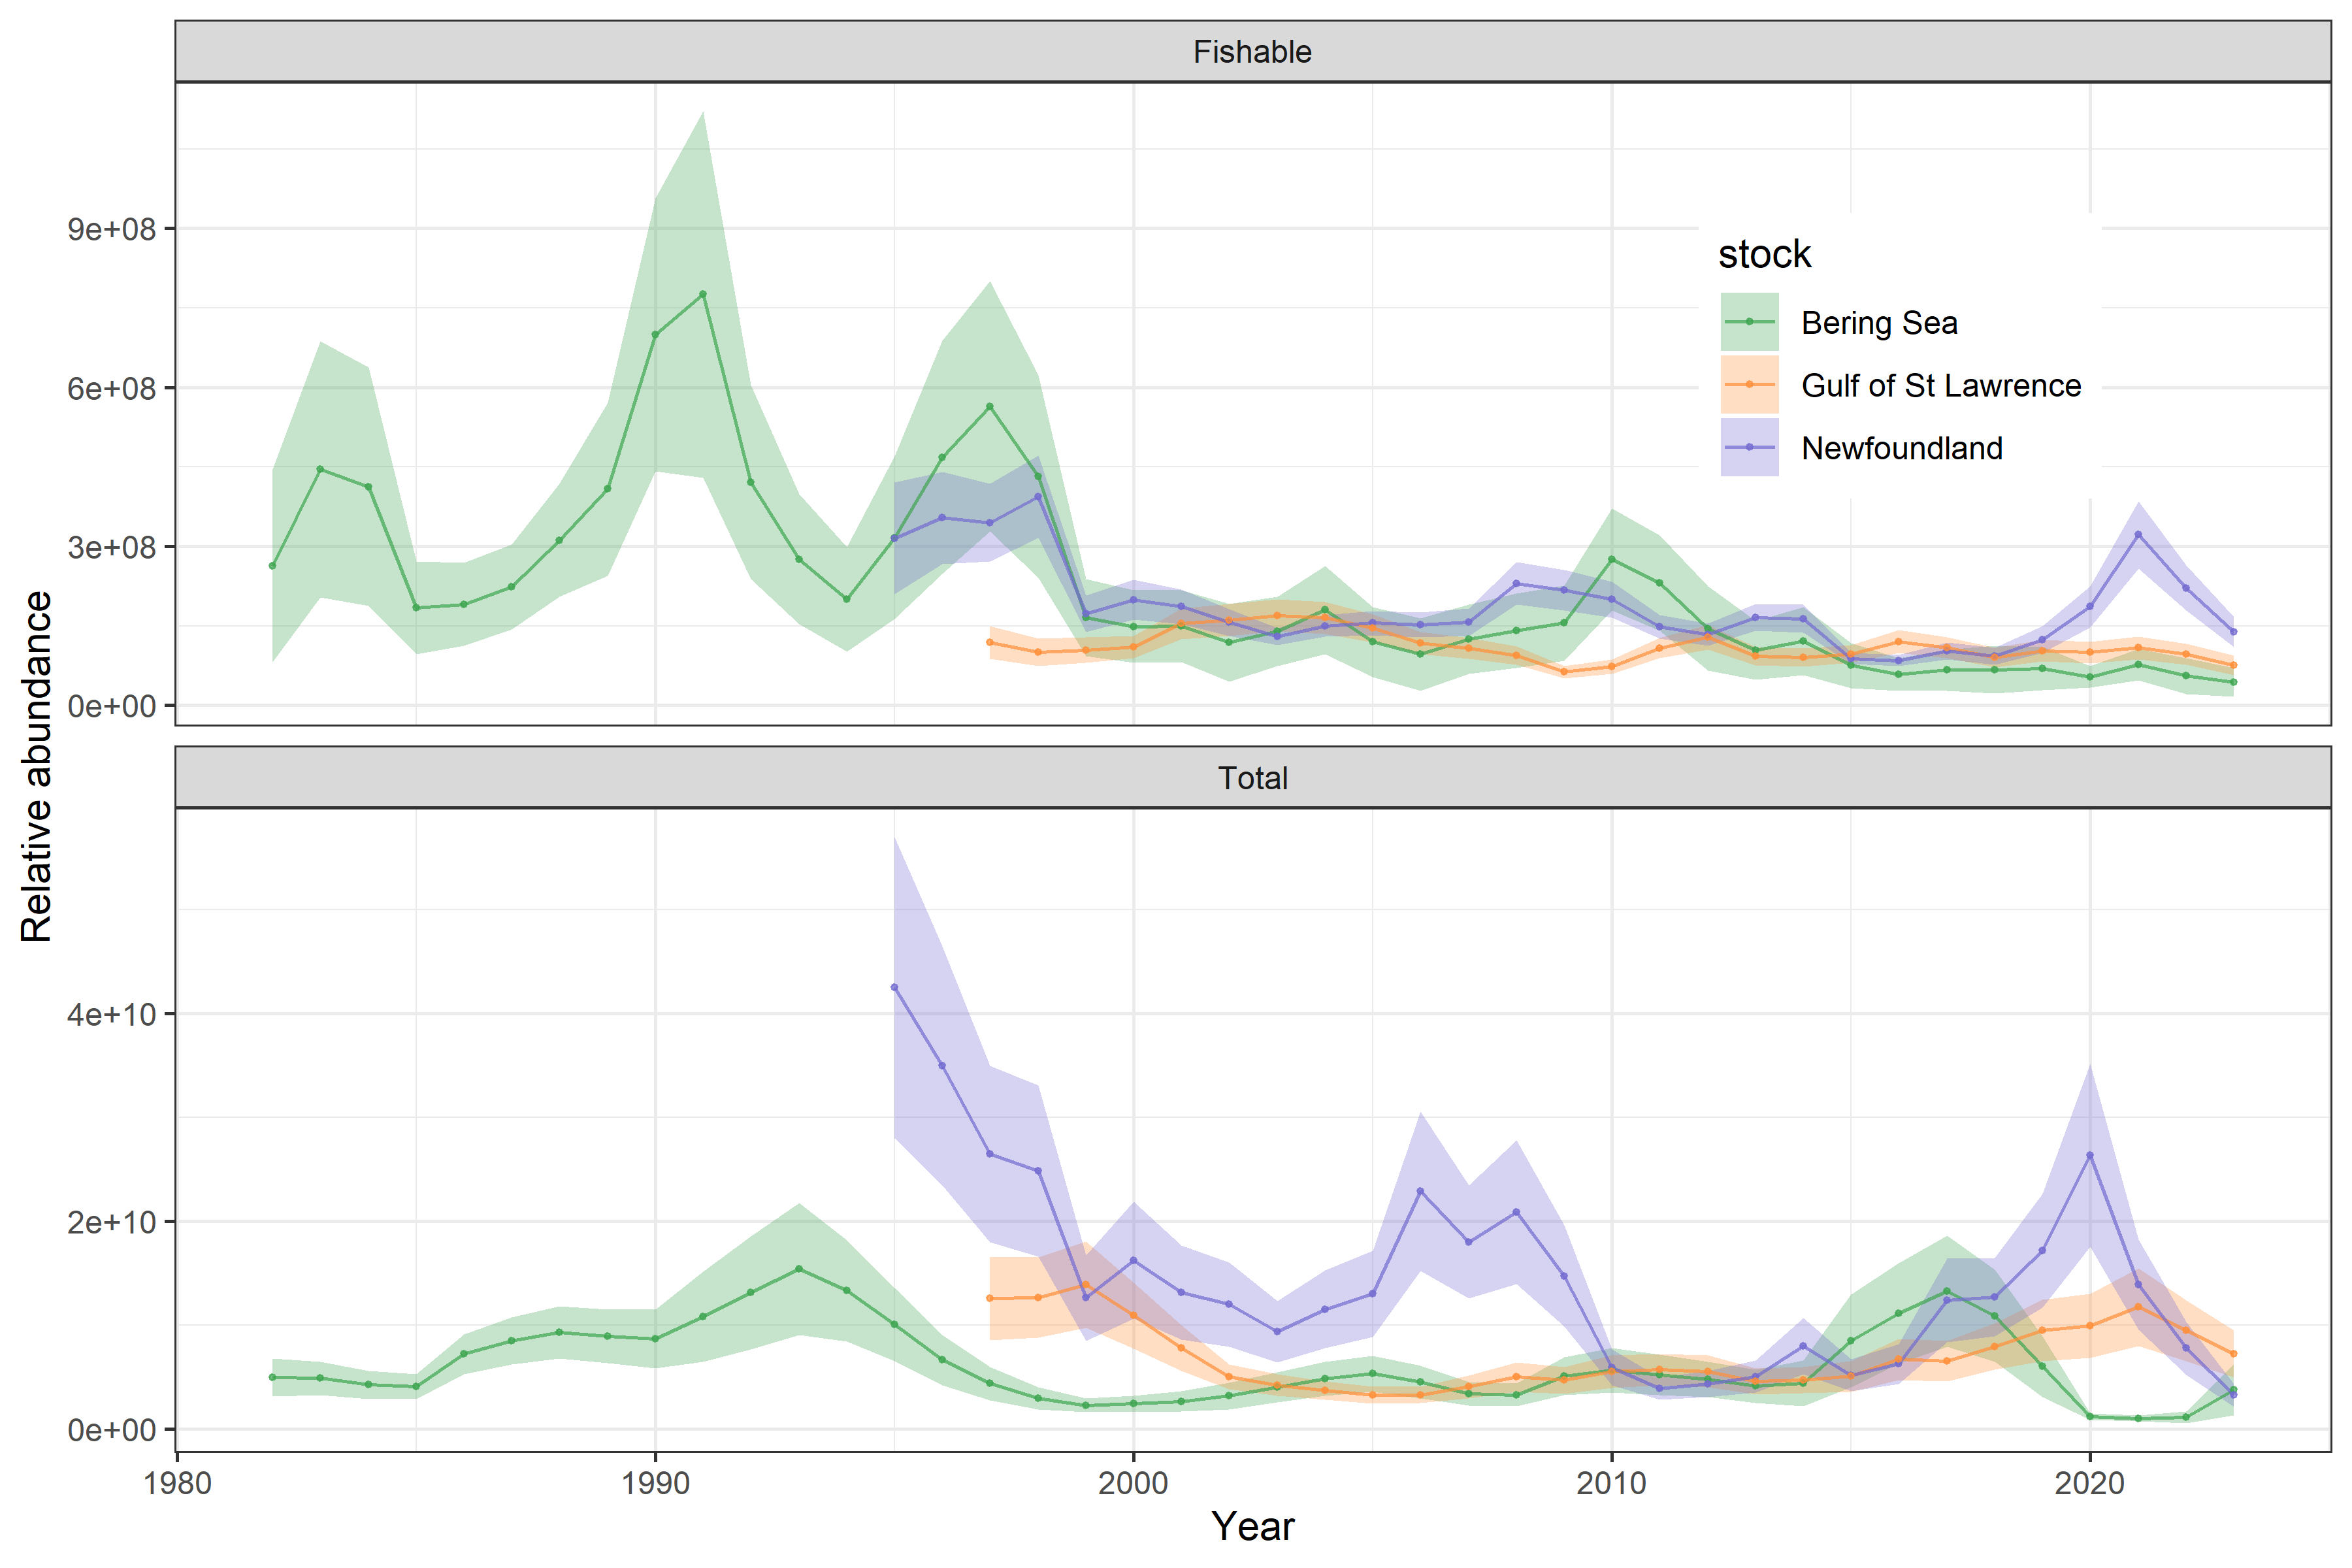 Fishable
9e+08
6e+08
3e+08
0e+00
stock
Bering Sea
Gulf of St Lawrence
Newfoundland
Relative abundance
Total
4e+10
2e+10
0e+00
1980 1990 2000 2010 2020
Year